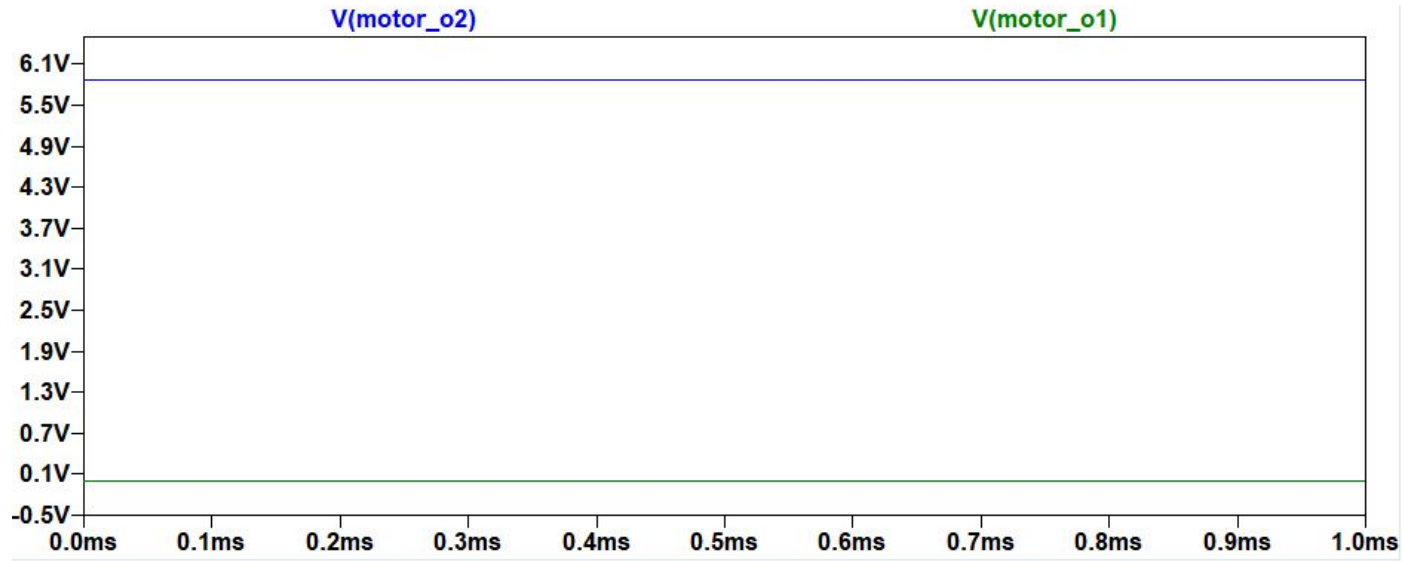 V(motor_o2) V(motor_o1)
6.1V
5.5V
4.9V
4.3V
3.7V
3.1V
2.5V
1.9V
1.3V
0.7V
0.1V
-0.5V
0.0ms 0.1ms 0.2ms 0.3ms 0.4ms 0.5ms 0.6ms 0.7ms 0.8ms 0.9ms 1.0ms